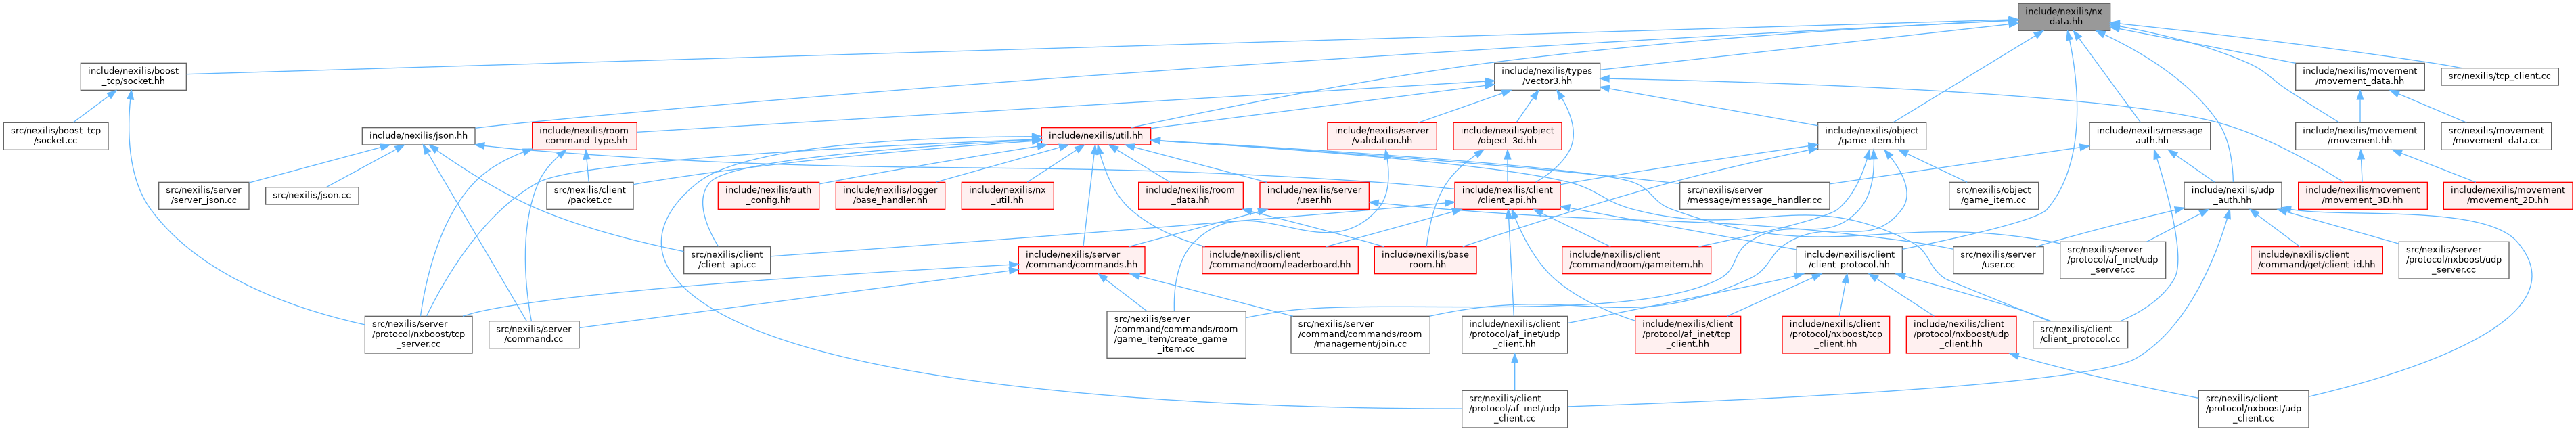 include/nexilis/nx
_data.hh
include/nexilis/boost
_tcp/socket.hh
include/nexilis/types
/vector3.hh
include/nexilis/movement
/movement_data.hh
src/nexilis/tcp_client.cc
src/nexilis/boost_tcp
/socket.cc
include/nexilis/json.hh
include/nexilis/room
_command_type.hh
include/nexilis/util.hh
include/nexilis/server
/validation.hh
include/nexilis/object
/object_3d.hh
include/nexilis/object
/game_item.hh
include/nexilis/message
_auth.hh
include/nexilis/movement
/movement.hh
src/nexilis/movement
/movement_data.cc
src/nexilis/server
/server_json.cc
src/nexilis/json.cc
src/nexilis/client
/packet.cc
include/nexilis/auth
_config.hh
include/nexilis/logger
/base_handler.hh
include/nexilis/nx
_util.hh
include/nexilis/room
_data.hh
include/nexilis/server
/user.hh
include/nexilis/client
/client_api.hh
src/nexilis/server
/message/message_handler.cc
src/nexilis/object
/game_item.cc
include/nexilis/udp
_auth.hh
include/nexilis/movement
/movement_3D.hh
include/nexilis/movement
/movement_2D.hh
src/nexilis/client
/client_api.cc
include/nexilis/server
/command/commands.hh
include/nexilis/client
/command/room/leaderboard.hh
include/nexilis/base
_room.hh
include/nexilis/client
/command/room/gameitem.hh
include/nexilis/client
/client_protocol.hh
src/nexilis/server
/user.cc
src/nexilis/server
/protocol/af_inet/udp
_server.cc
include/nexilis/client
/command/get/client_id.hh
src/nexilis/server
/protocol/nxboost/udp
_server.cc
src/nexilis/server
/protocol/nxboost/tcp
_server.cc
src/nexilis/server
/command.cc
src/nexilis/server
/command/commands/room
/game_item/create_game
_item.cc
src/nexilis/server
/command/commands/room
/management/join.cc
include/nexilis/client
/protocol/af_inet/udp
_client.hh
include/nexilis/client
/protocol/af_inet/tcp
_client.hh
include/nexilis/client
/protocol/nxboost/tcp
_client.hh
include/nexilis/client
/protocol/nxboost/udp
_client.hh
src/nexilis/client
/client_protocol.cc
src/nexilis/client
/protocol/af_inet/udp
_client.cc
src/nexilis/client
/protocol/nxboost/udp
_client.cc